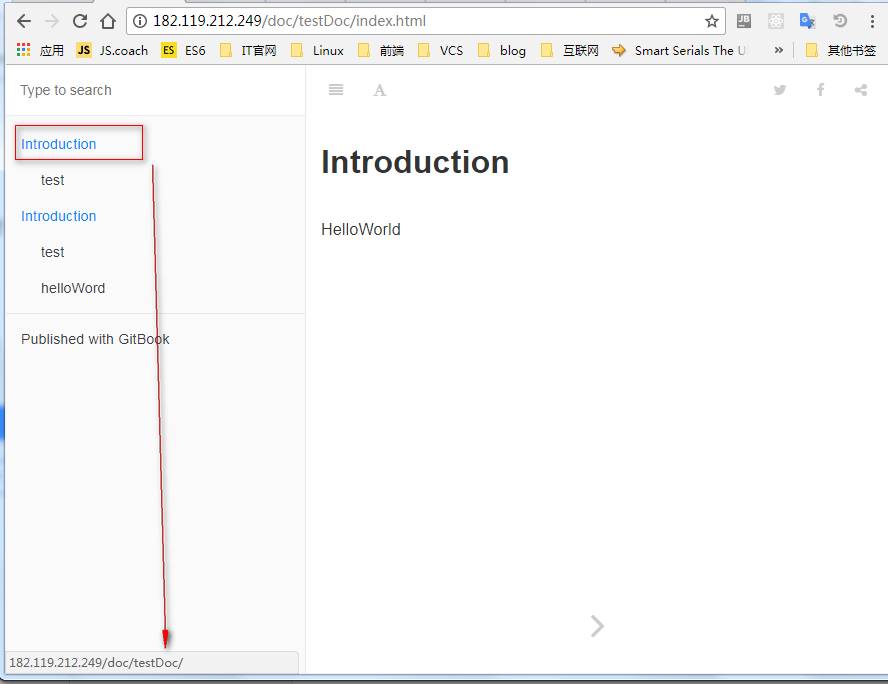 182.119.212.249/doc/testDoc/index.html
应用 JS JS.coach ES ES6 IT官网 Linux 前端 VCS blog 互联网 Smart Serials The U » 其他书签
Type to search
A
Introduction
test
Introduction
test
helloWord
Published with GitBook
Introduction
HelloWorld
182.119.212.249/doc/testDoc/